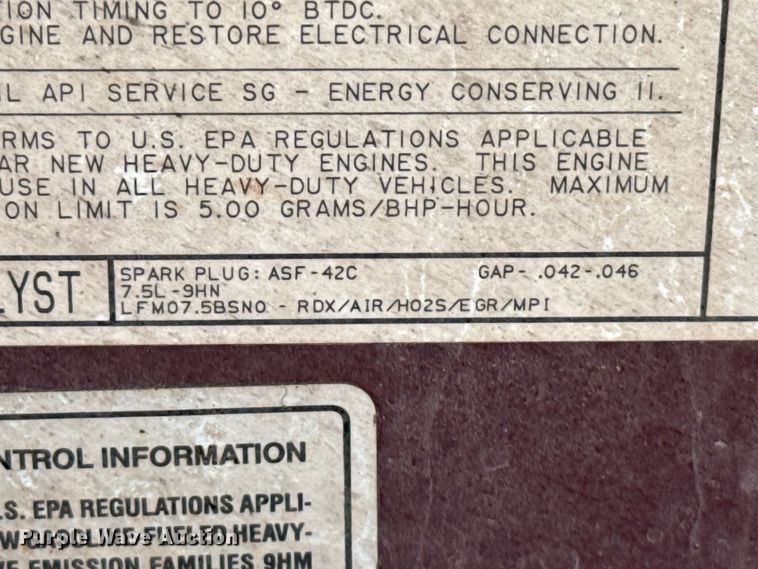 ION TIMING TO 10° BTDC.
GINE AND RESTORE ELECTRICAL CONNECTION.
IL API SERVICE SG - ENERGY CONSERVING II.
RMS TO U.S. EPA REGULATIONS APPLICABLE
AR NEW HEAVY-DUTY ENGINES. THIS ENGINE
USE IN ALL HEAVY-DUTY VEHICLES. MAXIMUM
ON LIMIT IS 5.00 GRAMS/BHP-HOUR.
LYST
SPARK PLUG: ASF-42C GAP- .042-.046
7.5L-9HN
LFM07.5BSN0 - RDX/AIR/HO2S/EGR/MPI
NTROL INFORMATION
.S. EPA REGULATIONS APPLI-
HEAVY-
Purple Wave Auction
VE EMISSION FAMILIES 9HM